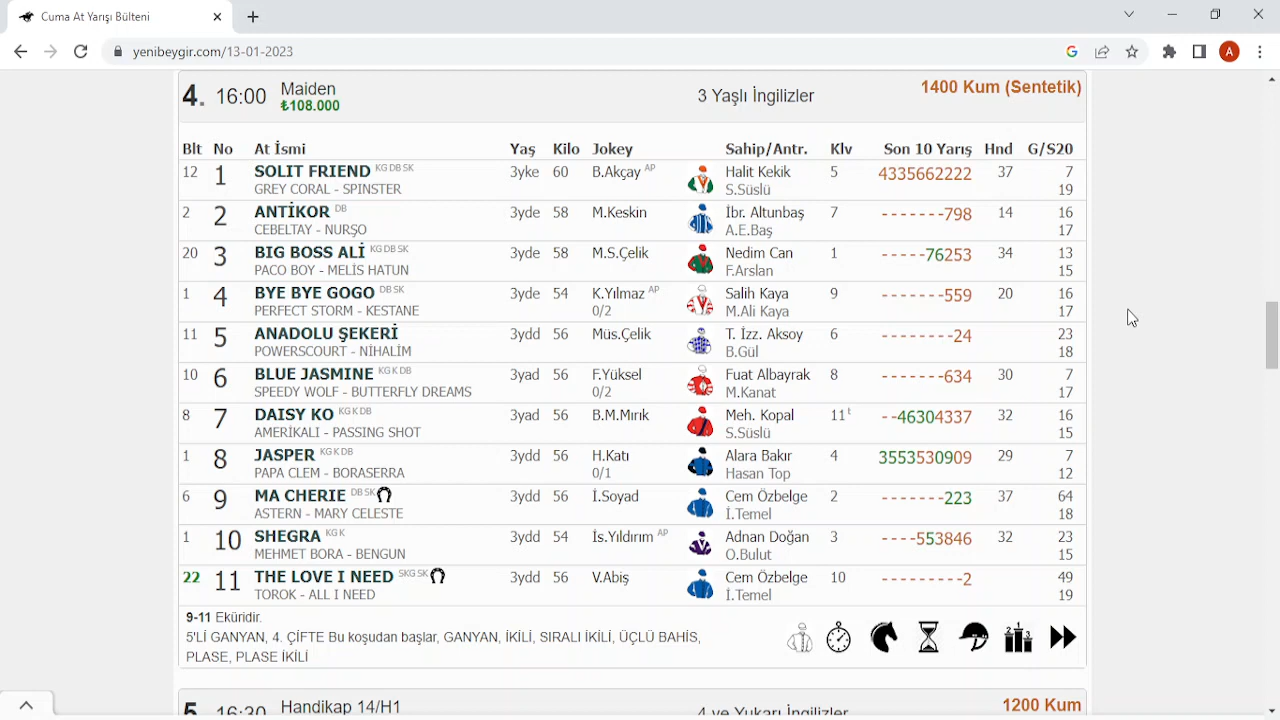 Cuma At Yarışı Bülteni
yenibeygir.com/13-01-2023
A
4. 16:00 Maiden 3 Yaşlı İngilizler 1400 Kum (Sentetik)
₺108.000
Blt No At İsmi Yaş Kilo Jokey Sahip/Antr. Klv Son 10 Yarış Hnd G/S20
12 1 SOLIT FRIEND KG DB SK 3yke 60 B.Akçay AP Halit Kekik 5 4335662222 37 7
GREY CORAL - SPINSTER S.Süslü 19
2 2 ANTİKOR DB 3yde 58 M.Keskin İbr. Altunbaş 7 -------798 14 16
CEBELTAY - NURŞO A.E.Baş 17
20 3 BIG BOSS ALİ KG DB SK 3yde 58 M.S.Çelik Nedim Can 1 -----76253 34 13
PACO BOY - MELİS HATUN F.Arslan 15
1 4 BYE BYE GOGO DB SK 3yde 54 K.Yılmaz AP Salih Kaya 9 -------559 20 16
PERFECT STORM - KESTANE 0/2 M.Ali Kaya 17
11 5 ANADOLU ŞEKERİ 3ydd 56 Müs.Çelik T. İzz. Aksoy 6 --------24 23
POWERSCOURT - NİHALİM B.Gül 18
10 6 BLUE JASMINE KG K DB 3yad 56 F.Yüksel Fuat Albayrak 8 -------634 30 7
SPEEDY WOLF - BUTTERFLY DREAMS 0/2 M.Kanat 17
8 7 DAISY KO KG K DB 3yad 56 B.M.Mırık Meh. Kopal 11 t --46304337 32 16
AMERİKALI - PASSING SHOT S.Süslü 15
1 8 JASPER KG K DB 3ydd 56 H.Katı Alara Bakır 4 3553530909 29 7
PAPA CLEM - BORASERRA 0/1 Hasan Top 12
6 9 MA CHERIE DB SK 3ydd 56 İ.Soyad Cem Özbelge 2 -------223 37 64
ASTERN - MARY CELESTE İ.Temel 18
1 10 SHEGRA KG K 3ydd 54 İs.Yıldırım AP Adnan Doğan 3 ----553846 32 23
MEHMET BORA - BENGUN O.Bulut 15
22 11 THE LOVE I NEED SKG SK 3ydd 56 V.Abiş Cem Özbelge 10 ---------2 49
TOROK - ALL I NEED İ.Temel 19
9-11 Eküridir.
5'Lİ GANYAN, 4. ÇİFTE Bu koşudan başlar, GANYAN, İKİLİ, SIRALI İKİLİ, ÜÇLÜ BAHİS,
PLASE, PLASE İKİLİ
5. 16:30 Handikap 14/H1 4 ve Yukarı İngilizler 1200 Kum